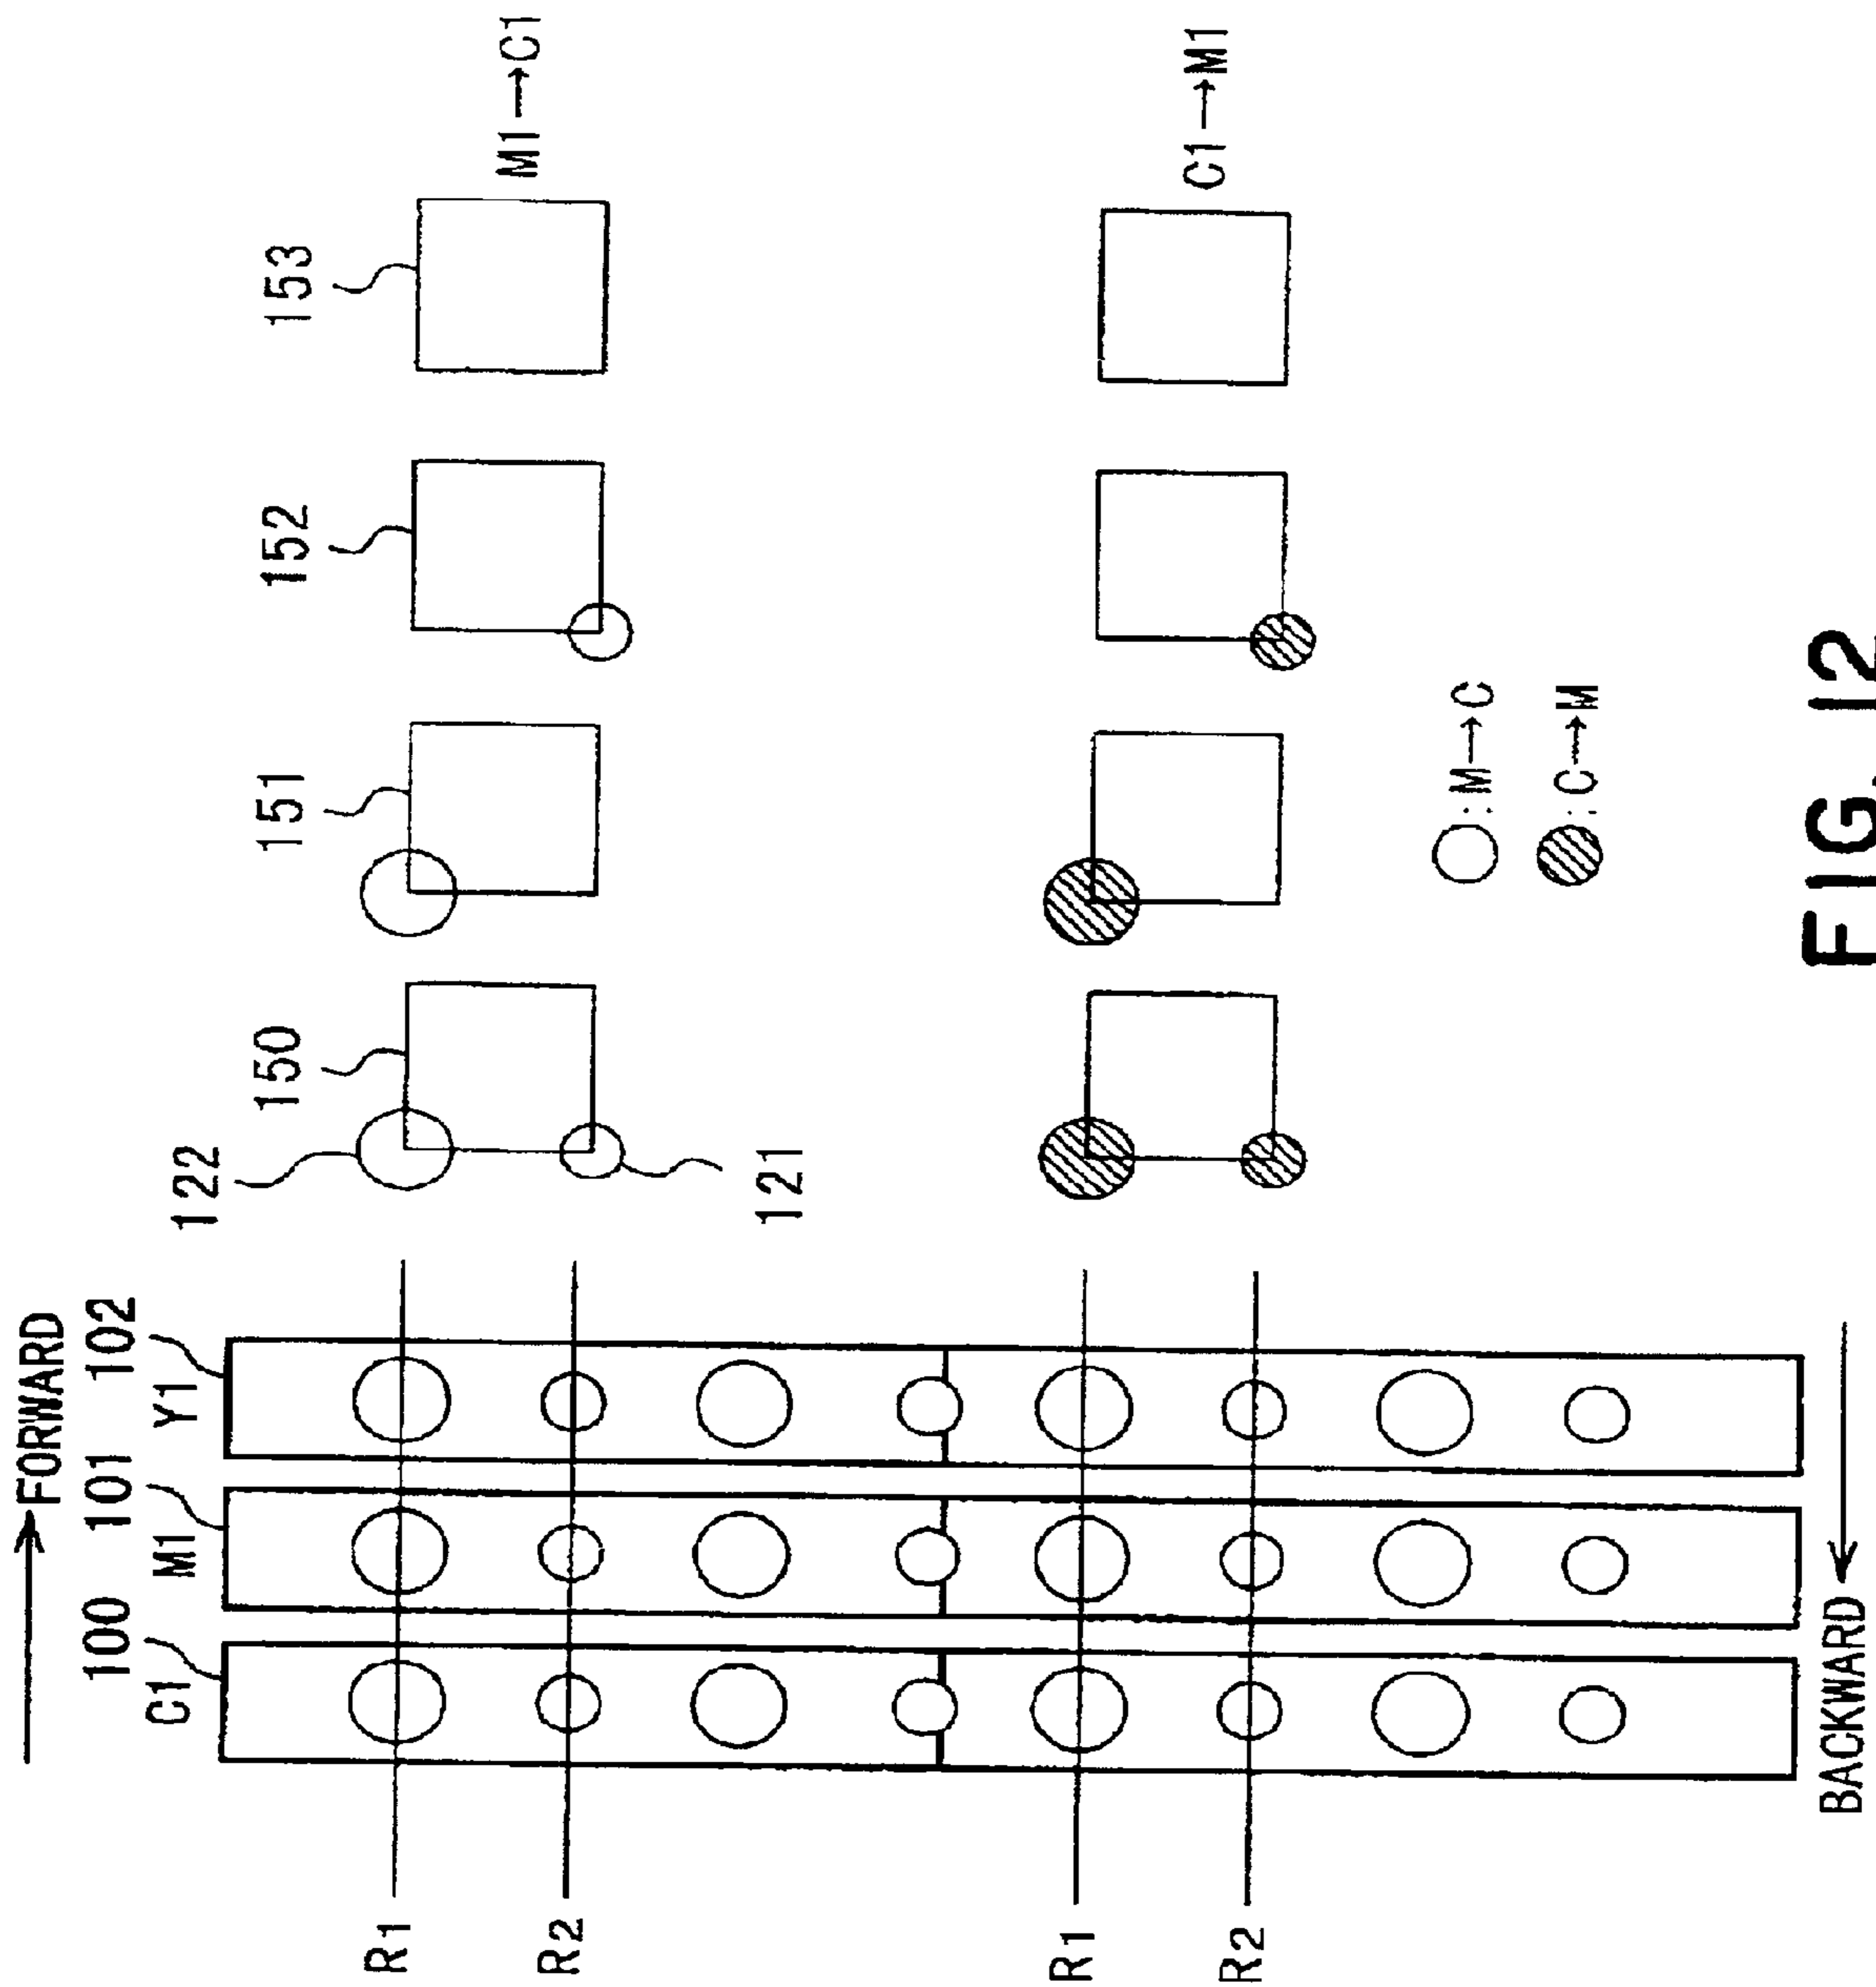 FORWARD
100
101
102
C1
M1
Y1
122
150
151
152
153
121
R1
R2
M1→C1
R1
R2
C1→M1
BACKWARD
:M→C
:C→M
FIG. 12